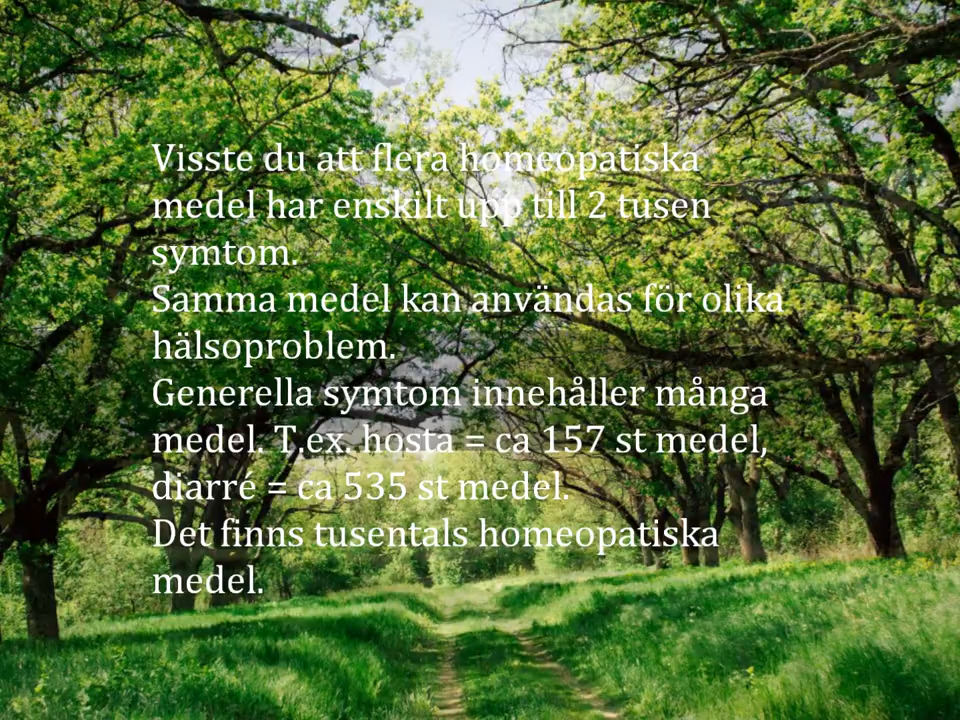 Visste du att flera homeopatiska
medel har enskilt upp till 2 tusen
symtom.
Samma medel kan användas för olika
hälsoproblem.
Generella symtom innehåller många
medel. T.ex. hosta = ca 157 st medel,
diarré = ca 535 st medel.
Det finns tusentals homeopatiska
medel.